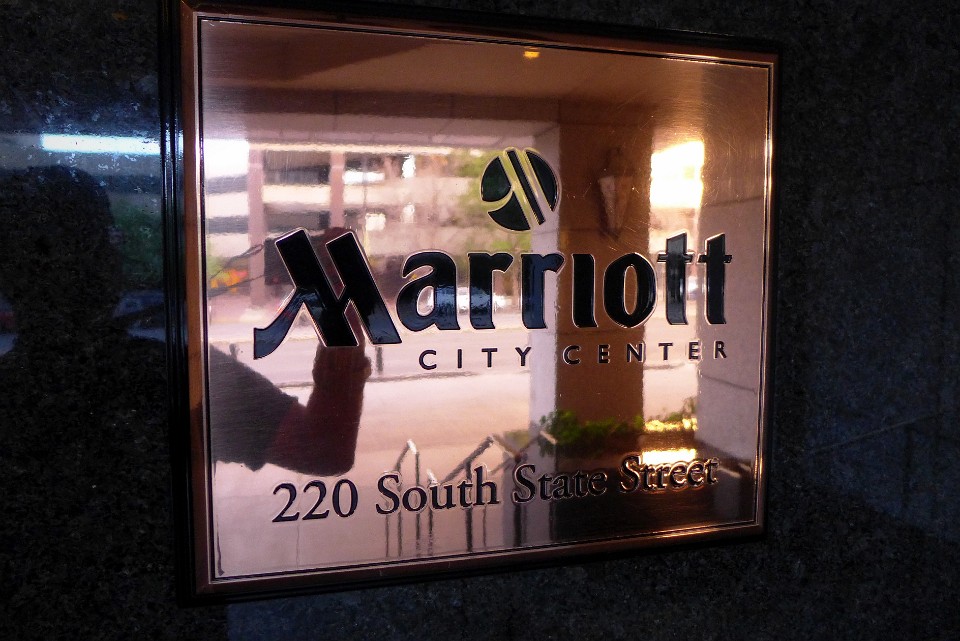 Marriott
CITY CENTER
220 South State Street